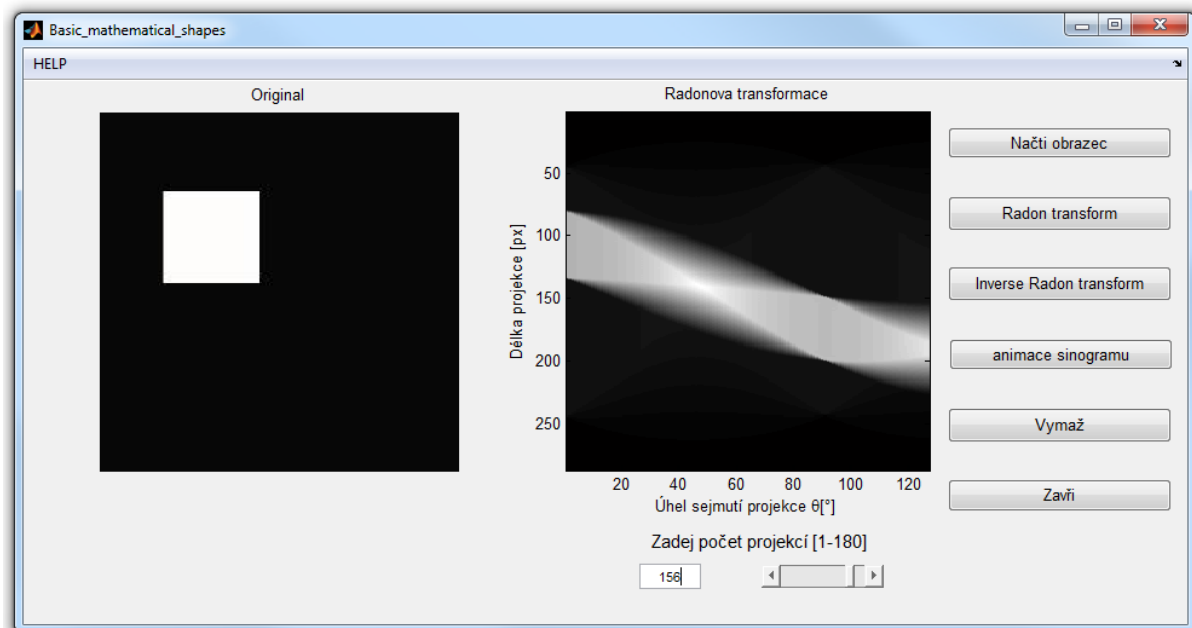 Basic_mathematical_shapes
HELP
Original
Radonova transformace
50
100
150
200
250
Délka projekce [px]
20 40 60 80 100 120
Úhel sejmutí projekce θ[°]
Zadej počet projekcí [1-180]
156
Načti obrazec
Radon transform
Inverse Radon transform
animace sinogramu
Vymaž
Zavři